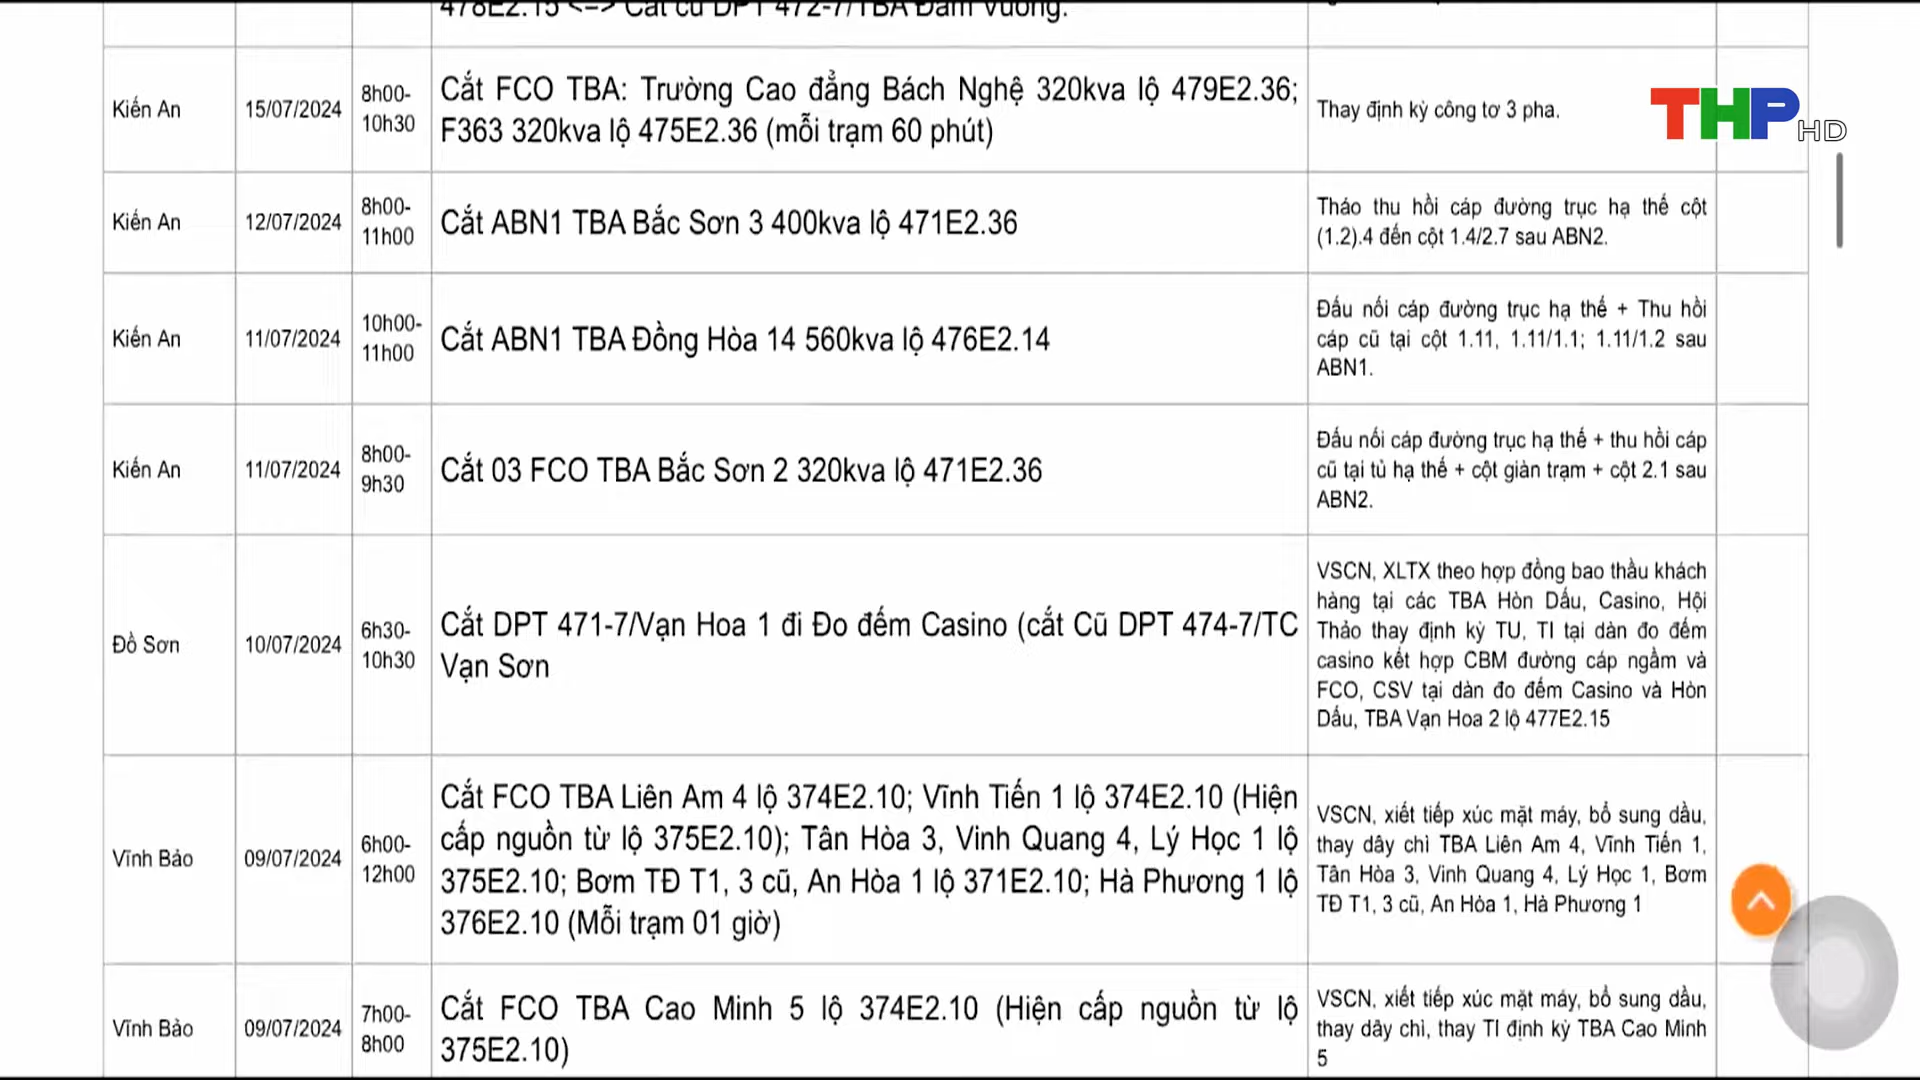 478E2.15 <=> Cắt cũ DPT 472-7/TBA Đầm Vuông.
Kiến An
15/07/2024
8h00-
10h30
Cắt FCO TBA: Trường Cao đẳng Bách Nghệ 320kva lộ 479E2.36;
F363 320kva lộ 475E2.36 (mỗi trạm 60 phút)
Thay định kỳ công tơ 3 pha.
THP HD
Kiến An
12/07/2024
8h00-
11h00
Cắt ABN1 TBA Bắc Sơn 3 400kva lộ 471E2.36
Tháo thu hồi cáp đường trục hạ thế cột
(1.2).4 đến cột 1.4/2.7 sau ABN2.
Kiến An
11/07/2024
10h00-
11h00
Cắt ABN1 TBA Đồng Hòa 14 560kva lộ 476E2.14
Đấu nối cáp đường trục hạ thế + Thu hồi
cáp cũ tại cột 1.11, 1.11/1.1; 1.11/1.2 sau
ABN1.
Kiến An
11/07/2024
8h00-
9h30
Cắt 03 FCO TBA Bắc Sơn 2 320kva lộ 471E2.36
Đấu nối cáp đường trục hạ thế + thu hồi cáp
cũ tại tủ hạ thế + cột giàn trạm + cột 2.1 sau
ABN2.
Đồ Sơn
10/07/2024
6h30-
10h30
Cắt DPT 471-7/Vạn Hoa 1 đi Đo đếm Casino (cắt Cũ DPT 474-7/TC
Vạn Sơn
VSCN, XLTX theo hợp đồng bao thầu khách
hàng tại các TBA Hòn Dấu, Casino, Hội
Thảo thay định kỳ TU, TI tại dàn đo đếm
casino kết hợp CBM đường cáp ngầm và
FCO, CSV tại dàn đo đếm Casino và Hòn
Dấu, TBA Vạn Hoa 2 lộ 477E2.15
Vĩnh Bảo
09/07/2024
6h00-
12h00
Cắt FCO TBA Liên Am 4 lộ 374E2.10; Vĩnh Tiến 1 lộ 374E2.10 (Hiện
cấp nguồn từ lộ 375E2.10); Tân Hòa 3, Vinh Quang 4, Lý Học 1 lộ
375E2.10; Bơm TĐ T1, 3 cũ, An Hòa 1 lộ 371E2.10; Hà Phương 1 lộ
376E2.10 (Mỗi trạm 01 giờ)
VSCN, xiết tiếp xúc mặt máy, bổ sung dầu,
thay dây chì TBA Liên Am 4, Vĩnh Tiến 1,
Tân Hòa 3, Vinh Quang 4, Lý Học 1, Bơm
TĐ T1, 3 cũ, An Hòa 1, Hà Phương 1
Vĩnh Bảo
09/07/2024
7h00-
8h00
Cắt FCO TBA Cao Minh 5 lộ 374E2.10 (Hiện cấp nguồn từ lộ
375E2.10)
VSCN, xiết tiếp xúc mặt máy, bổ sung dầu,
thay dây chì, thay TI định kỳ TBA Cao Minh
5